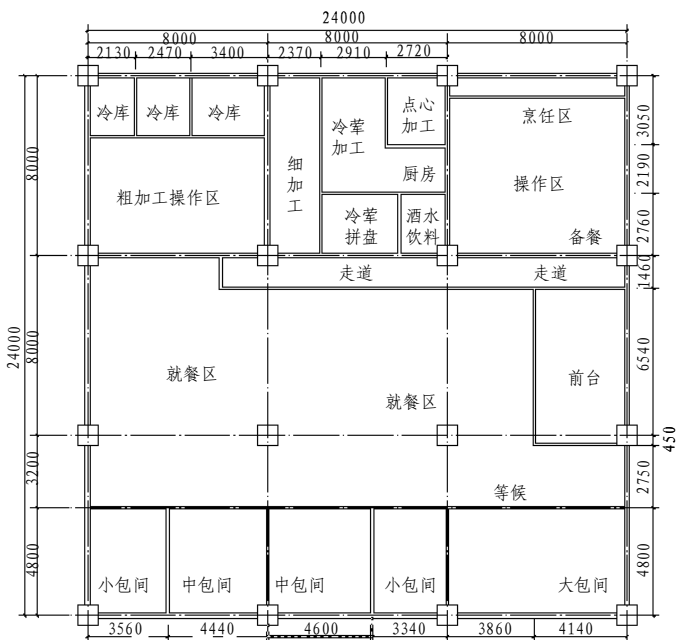 24000
8000
8000
8000
2130
2470
3400
2370
2910
2720
冷库
冷库
冷库
粗加工操作区
细
加
工
冷荤
加工
点心
加工
厨房
冷荤
拼盘
酒水
饮料
烹饪区
操作区
备餐
走道
走道
就餐区
就餐区
前台
等候
小包间
中包间
中包间
小包间
大包间
24000
8000
8000
3200
4800
3050
2190
2760
1460
6540
450
2750
4800
3560
4440
4600
3340
3860
4140